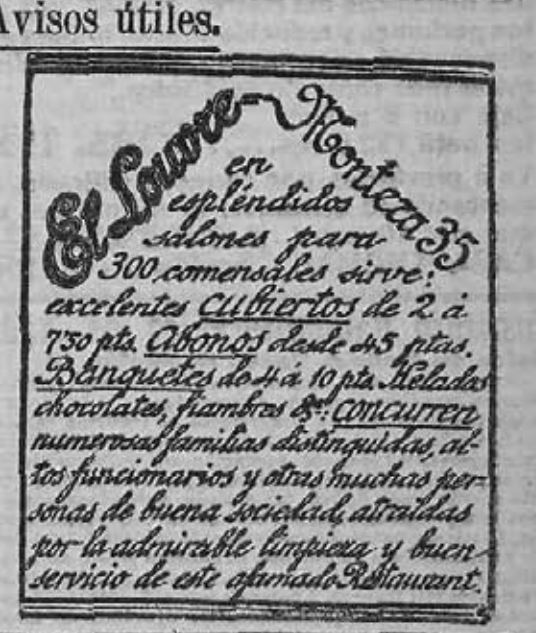 Avisos útiles.
El Louvre - Monteza 35
en
espléndidos
salones para
300 comensales sirve:
excelentes cubiertos de 2 á
7'50 pts. Abonos desde 45 ptas.
Banquetes de 4 á 10 pts. Helados
chocolates, fiambres &ª: concurren
numerosas familias distinguidas, al-
tos funcionarios y otras muchas per-
sonas de buena sociedad, atraídas
por la admirable limpieza y buen
servicio de este afamado Restaurant.